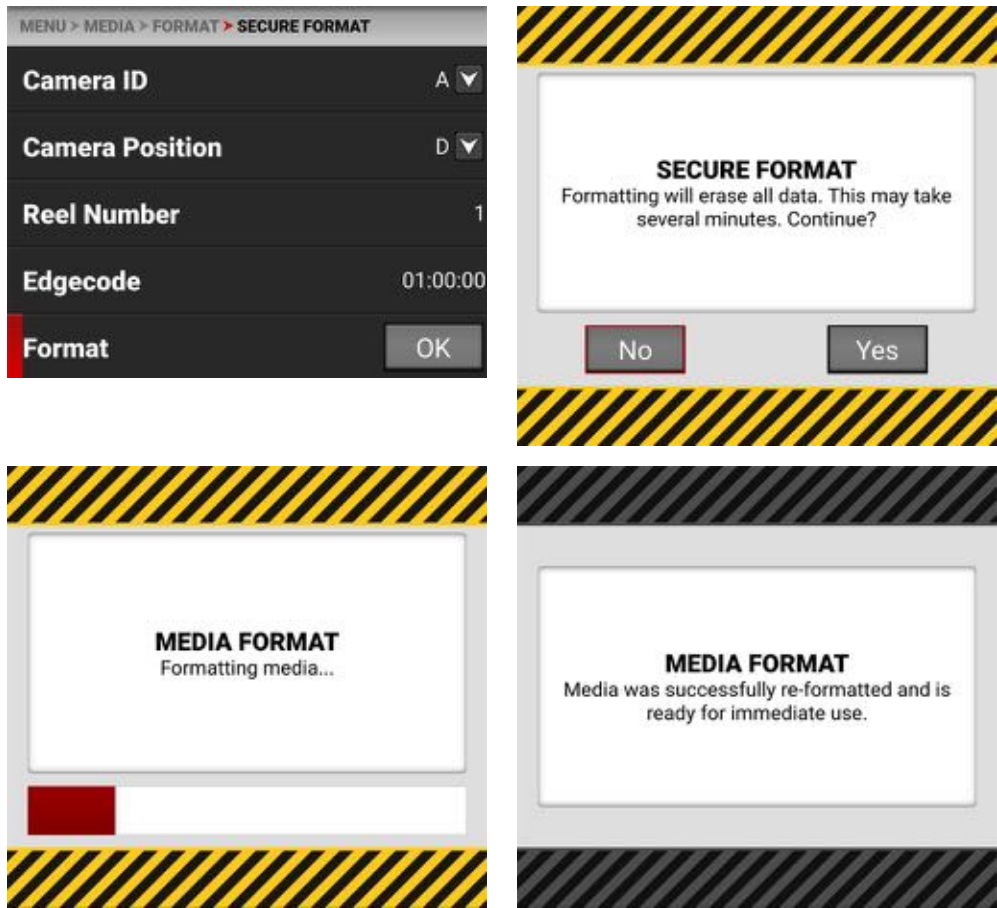 MENU > MEDIA > FORMAT > SECURE FORMAT
Camera ID A
Camera Position D
Reel Number 1
Edgecode 01:00:00
Format OK
SECURE FORMAT
Formatting will erase all data. This may take
several minutes. Continue?
No Yes
MEDIA FORMAT
Formatting media...
MEDIA FORMAT
Media was successfully re-formatted and is
ready for immediate use.